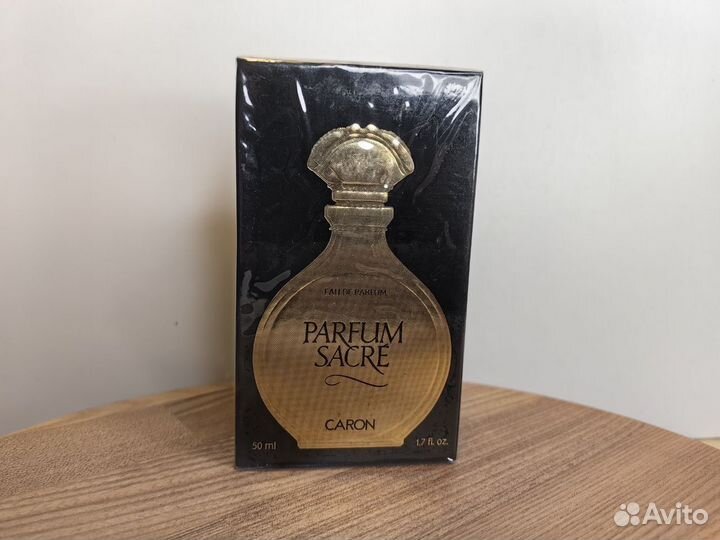 EAU DE PARFUM
PARFUM
SACRÉ
CARON
50 ml
1.7 fl. oz.
Avito